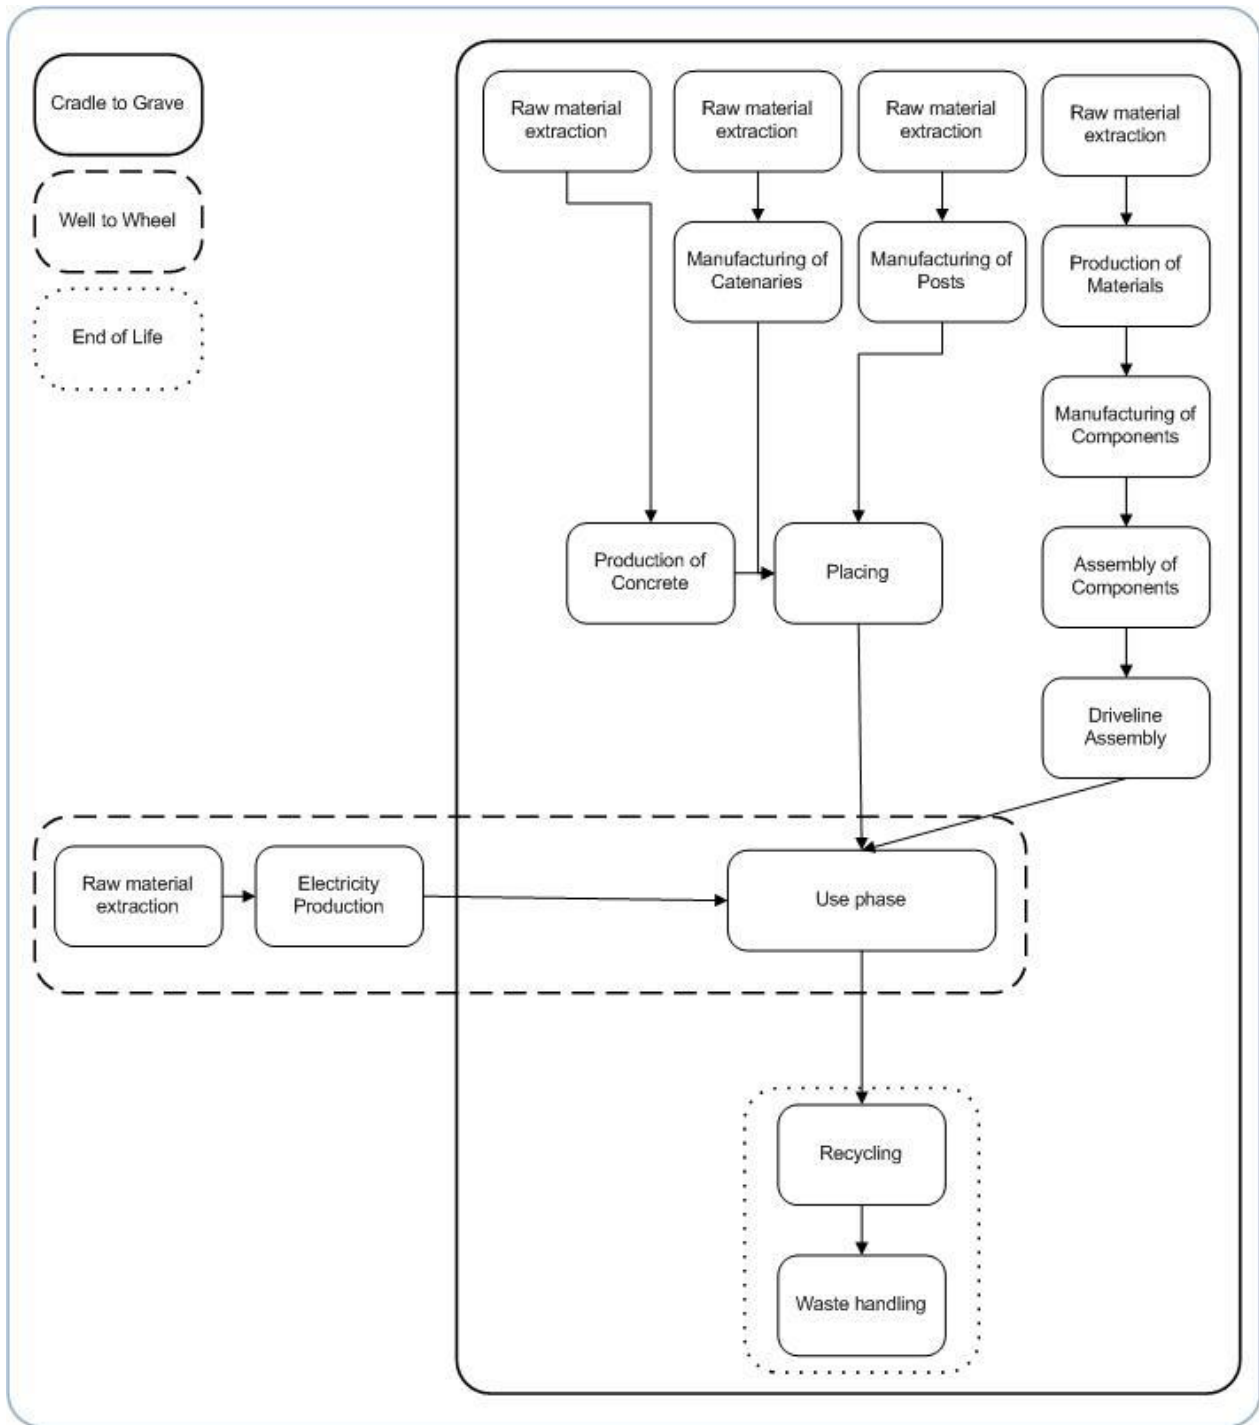 Cradle to Grave
Well to Wheel
End of Life
Raw material
extraction
Raw material
extraction
Raw material
extraction
Raw material
extraction
Manufacturing of
Catenaries
Manufacturing of
Posts
Production of
Materials
Manufacturing of
Components
Production of
Concrete
Placing
Assembly of
Components
Driveline
Assembly
Raw material
extraction
Electricity
Production
Use phase
Recycling
Waste handling